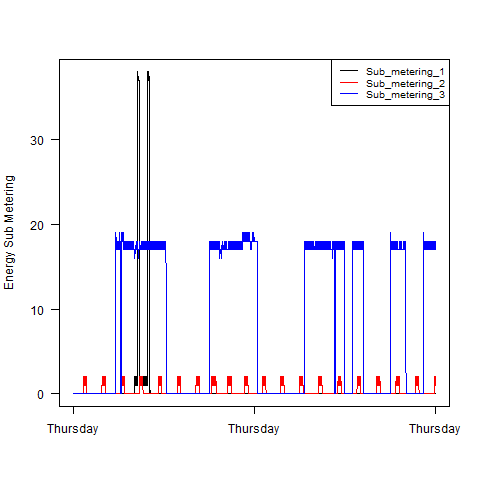 Sub_metering_1
Sub_metering_2
Sub_metering_3
Energy Sub Metering
30
20
10
0
Thursday Thursday Thursday